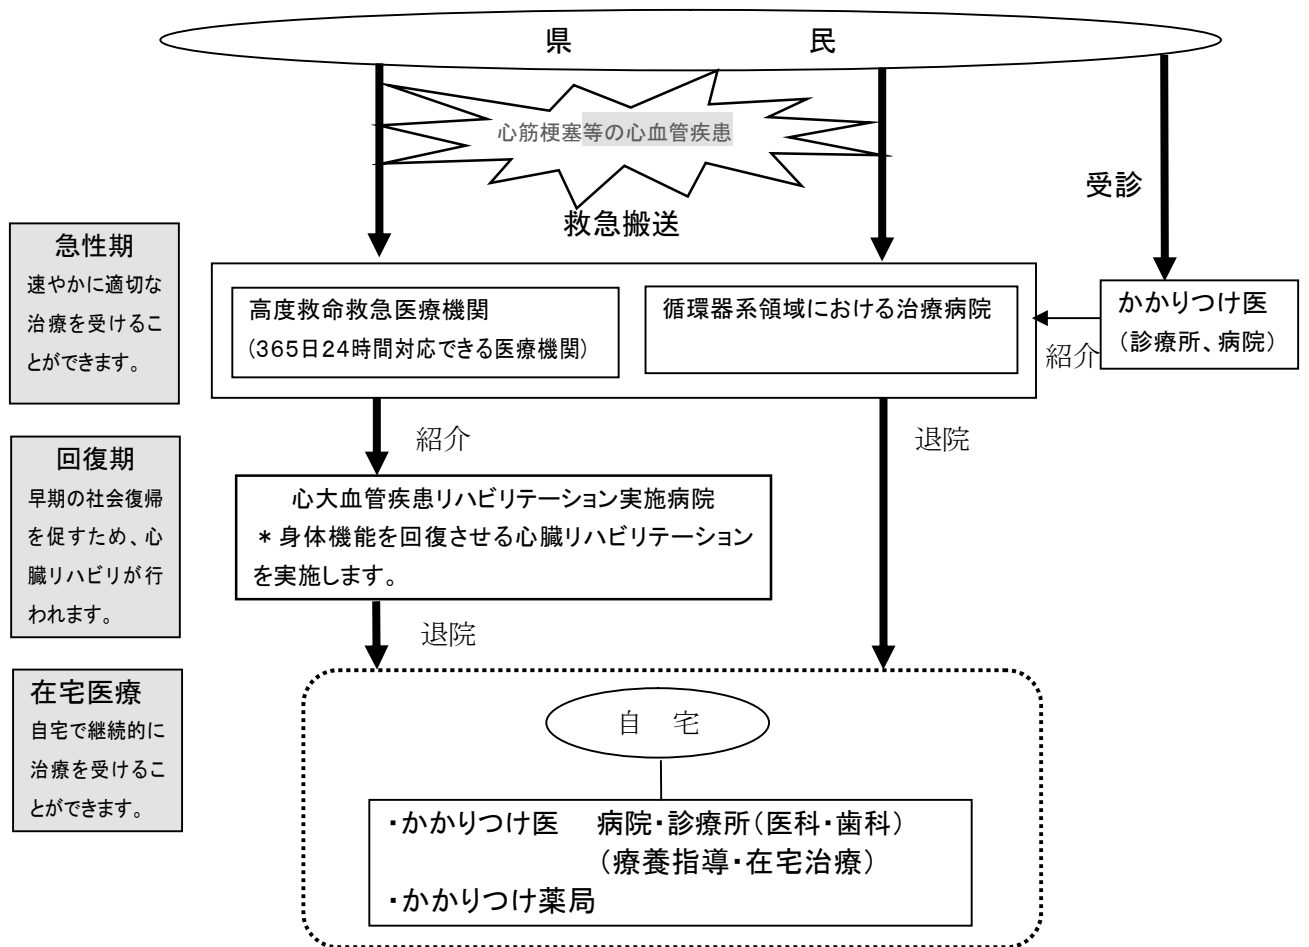 県　民
心筋梗塞等の心血管疾患
救急搬送
受診
急性期
速やかに適切な
治療を受けるこ
とができます。
高度救命救急医療機関
(365日24時間対応できる医療機関)
循環器系領域における治療病院
かかりつけ医
(診療所、病院)
紹介
紹介
退院
回復期
早期の社会復帰
を促すため、心
臓リハビリが行
われます。
心大血管疾患リハビリテーション実施病院
＊身体機能を回復させる心臓リハビリテーション
を実施します。
退院
在宅医療
自宅で継続的に
治療を受けるこ
とができます。
自　宅
・かかりつけ医　病院・診療所(医科・歯科)
(療養指導・在宅治療)
・かかりつけ薬局